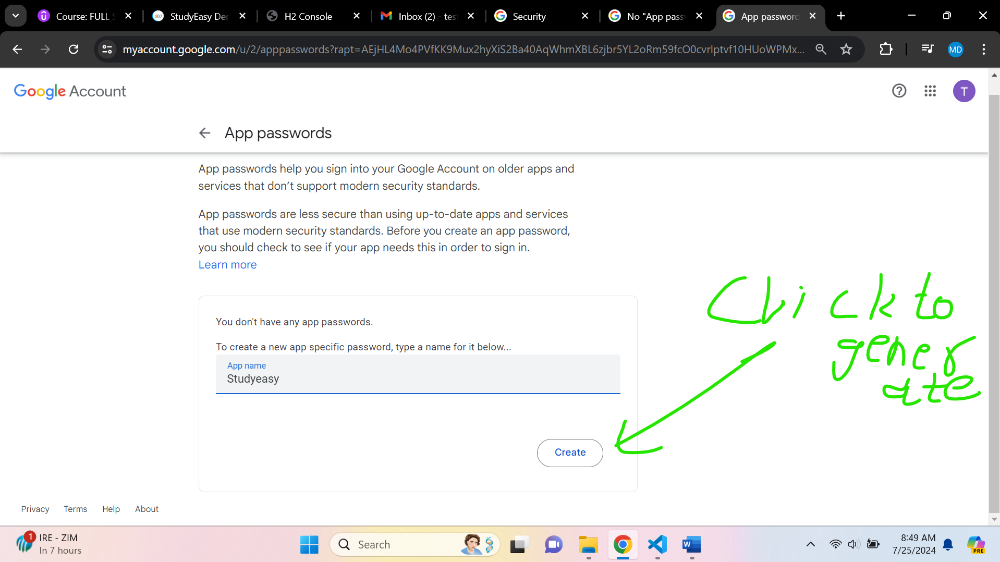 Course: FULL S
StudyEasy Der
H2 Console
Inbox (2) - test
Security
No "App passw
App password
myaccount.google.com/u/2/apppasswords?rapt=AEjHL4Mo4PVfKK9Mux2hyXiS2Ba40AqWhmXBL6zjbr5YL2oRm59fcO0cvrIptvf10HUoWPMx...
MD
Google Account
T
App passwords
App passwords help you sign into your Google Account on older apps and
services that don’t support modern security standards.
App passwords are less secure than using up-to-date apps and services
that use modern security standards. Before you create an app password,
you should check to see if your app needs this in order to sign in.
Learn more
You don't have any app passwords.
To create a new app specific password, type a name for it below...
App name
Studyeasy
Create
Click to
gener
ate
Privacy Terms Help About
1
IRE - ZIM
In 7 hours
Search
8:49 AM
7/25/2024
PRE